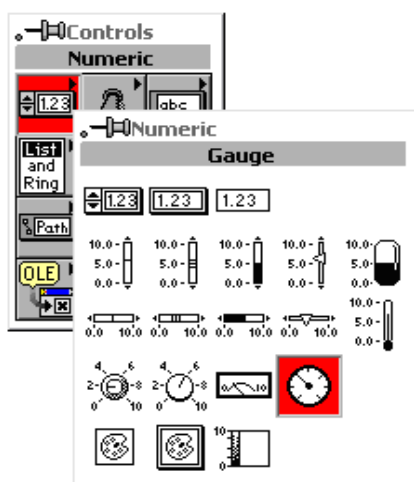 Controls
Numeric
1.23 abc
Numeric
List
and
Ring
Gauge
1.23 1.23 1.23
Path
10.0 10.0 10.0 10.0 10.0
5.0 5.0 5.0 5.0 5.0
0.0 0.0 0.0 0.0 0.0
OLE
10.0
5.0
0.0
0.0 10.0 0.0 10.0 0.0 10.0 0.0 10.0
4 6 4 6
2 8 2 8 0 10
0 10 0 10
10
0